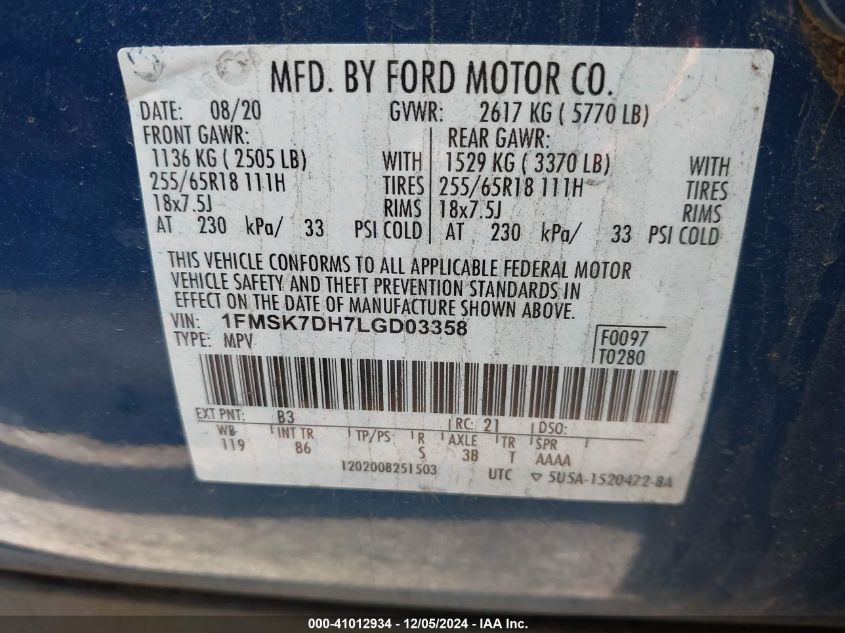 MFD. BY FORD MOTOR CO.
DATE: 08/20 GVWR: 2617 KG ( 5770 LB)
FRONT GAWR: REAR GAWR:
1136 KG ( 2505 LB) WITH 1529 KG ( 3370 LB) WITH
255/65R18 111H TIRES 255/65R18 111H TIRES
18x7.5J RIMS 18x7.5J RIMS
AT 230 kPa/ 33 PSI COLD AT 230 kPa/ 33 PSI COLD
THIS VEHICLE CONFORMS TO ALL APPLICABLE FEDERAL MOTOR
VEHICLE SAFETY AND THEFT PREVENTION STANDARDS IN
EFFECT ON THE DATE OF MANUFACTURE SHOWN ABOVE.
VIN: 1FMSK7DH7LGD03358 F0097
TYPE: MPV T0280
EXT PNT: B3 RC: 21 DSO:
WB INT TR TP/PS R AXLE TR SPR
119 86 S 3B T AAAA
1202008251503 UTC ▽ 5U5A-1520472-BA
000-41012934 - 12/05/2024 - IAA Inc.